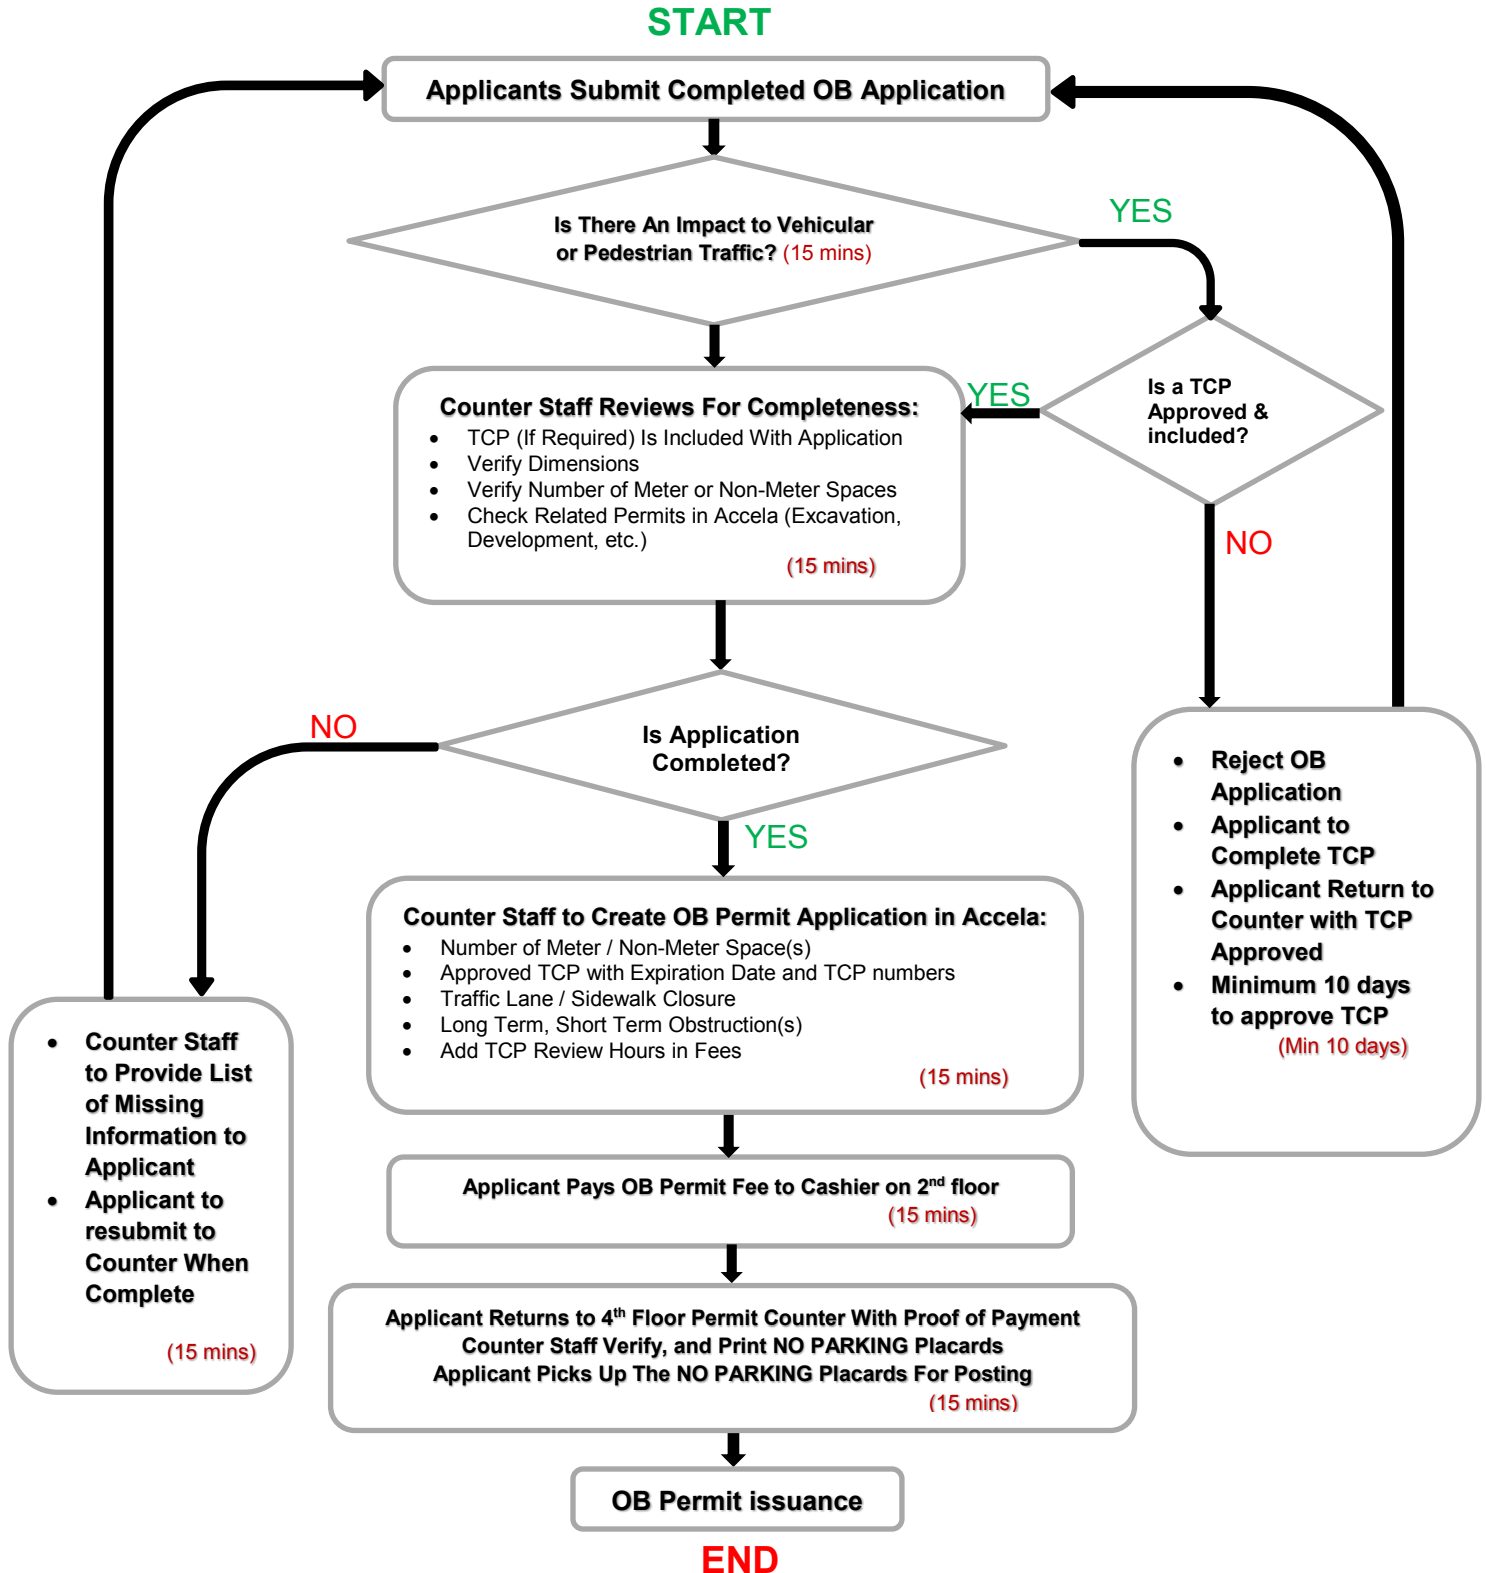 START
Applicants Submit Completed OB Application
Is There An Impact to Vehicular
or Pedestrian Traffic? (15 mins)
YES
Is a TCP
Approved &
included?
YES
NO
Counter Staff Reviews For Completeness:
• TCP (If Required) Is Included With Application
• Verify Dimensions
• Verify Number of Meter or Non-Meter Spaces
• Check Related Permits in Accela (Excavation,
Development, etc.)
(15 mins)
Is Application
Completed?
NO
YES
• Reject OB
Application
• Applicant to
Complete TCP
• Applicant Return to
Counter with TCP
Approved
• Minimum 10 days
to approve TCP
(Min 10 days)
Counter Staff to Create OB Permit Application in Accela:
• Number of Meter / Non-Meter Space(s)
• Approved TCP with Expiration Date and TCP numbers
• Traffic Lane / Sidewalk Closure
• Long Term, Short Term Obstruction(s)
• Add TCP Review Hours in Fees
(15 mins)
• Counter Staff
to Provide List
of Missing
Information to
Applicant
• Applicant to
resubmit to
Counter When
Complete
(15 mins)
Applicant Pays OB Permit Fee to Cashier on 2nd floor
(15 mins)
Applicant Returns to 4th Floor Permit Counter With Proof of Payment
Counter Staff Verify, and Print NO PARKING Placards
Applicant Picks Up The NO PARKING Placards For Posting
(15 mins)
OB Permit issuance
END